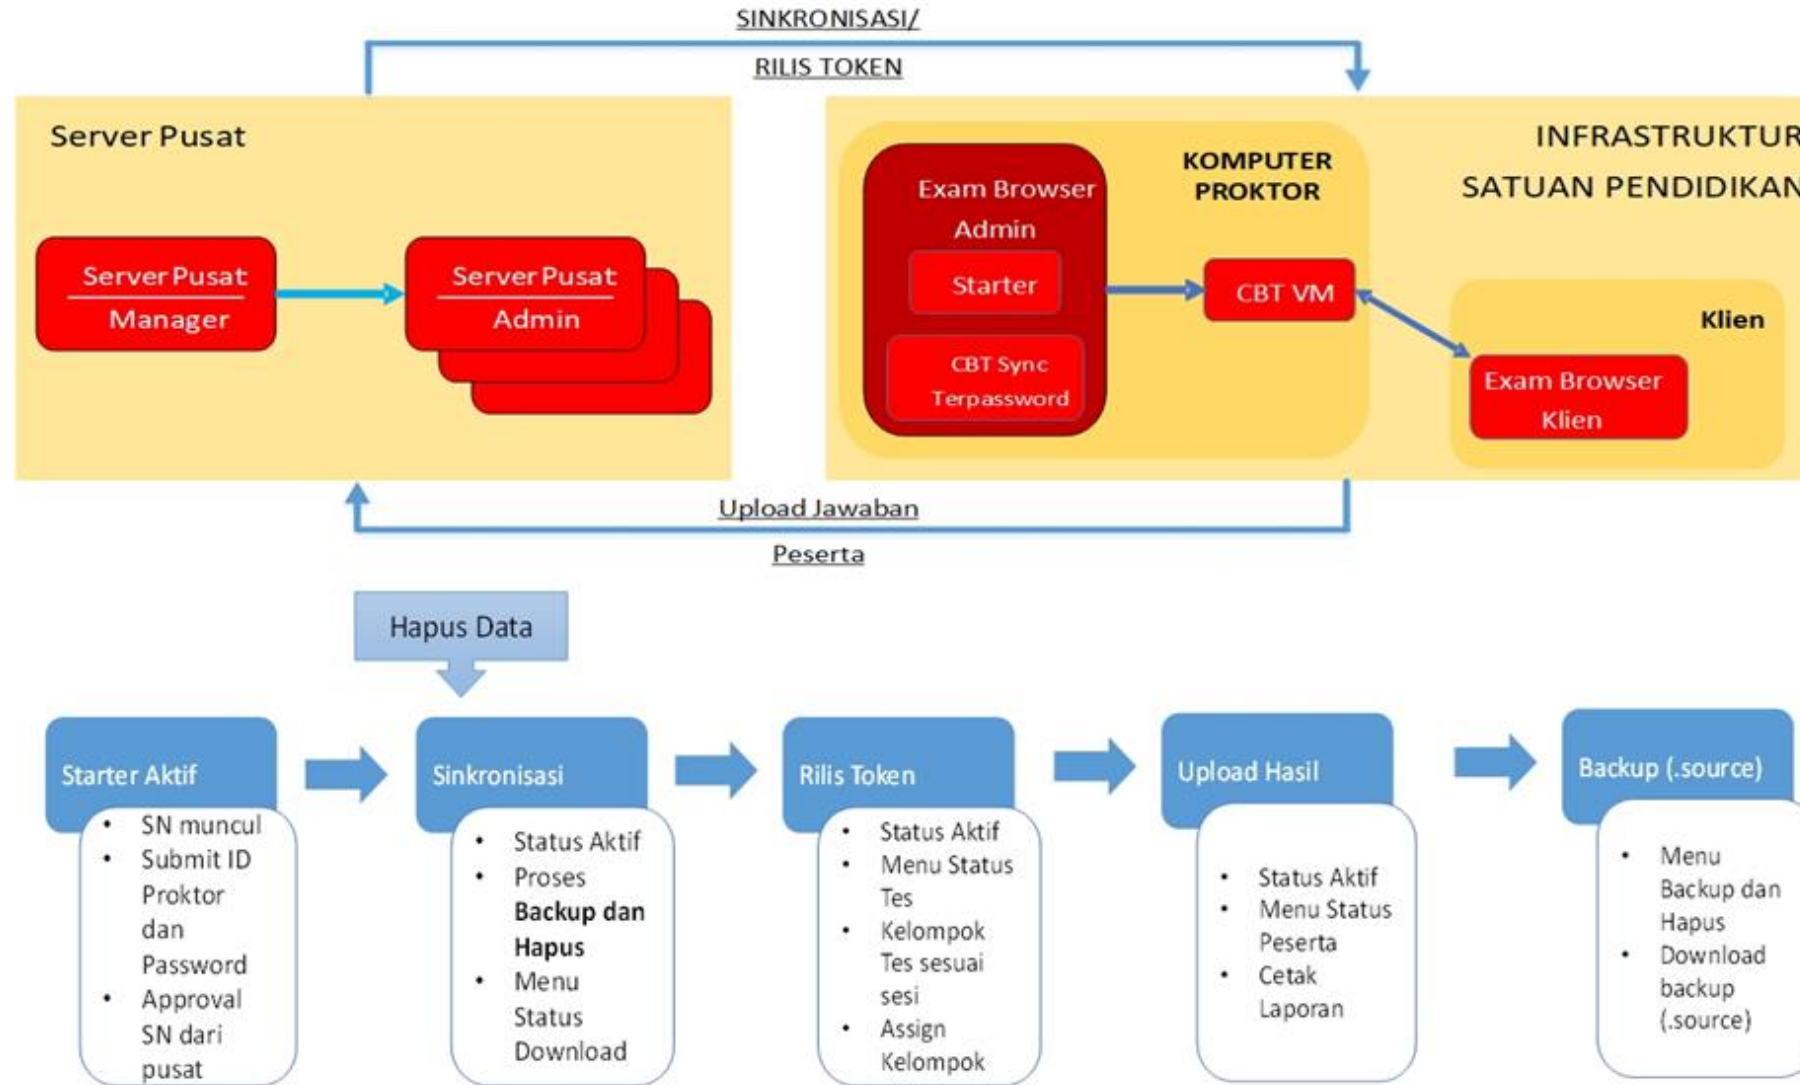 SINKRONISASI/
RILIS TOKEN
Server Pusat
Server Pusat
Manager
Server Pusat
Admin
Exam Browser
Admin
Starter
CBT Sync
Terpassword
KOMPUTER
PROKTOR
CBT VM
INFRASTRUKTUR
SATUAN PENDIDIKAN
Klien
Exam Browser
Klien
Upload Jawaban
Peserta
Hapus Data
Starter Aktif
• SN muncul
• Submit ID
Proktor
dan
Password
• Approval
SN dari
pusat
Sinkronisasi
• Status Aktif
• Proses
Backup dan
Hapus
• Menu
Status
Download
Rilis Token
• Status Aktif
• Menu Status
Tes
• Kelompok
Tes sesuai
sesi
• Assign
Kelompok
Upload Hasil
• Status Aktif
• Menu Status
Peserta
• Cetak
Laporan
Backup (.source)
• Menu
Backup dan
Hapus
• Download
backup
(.source)